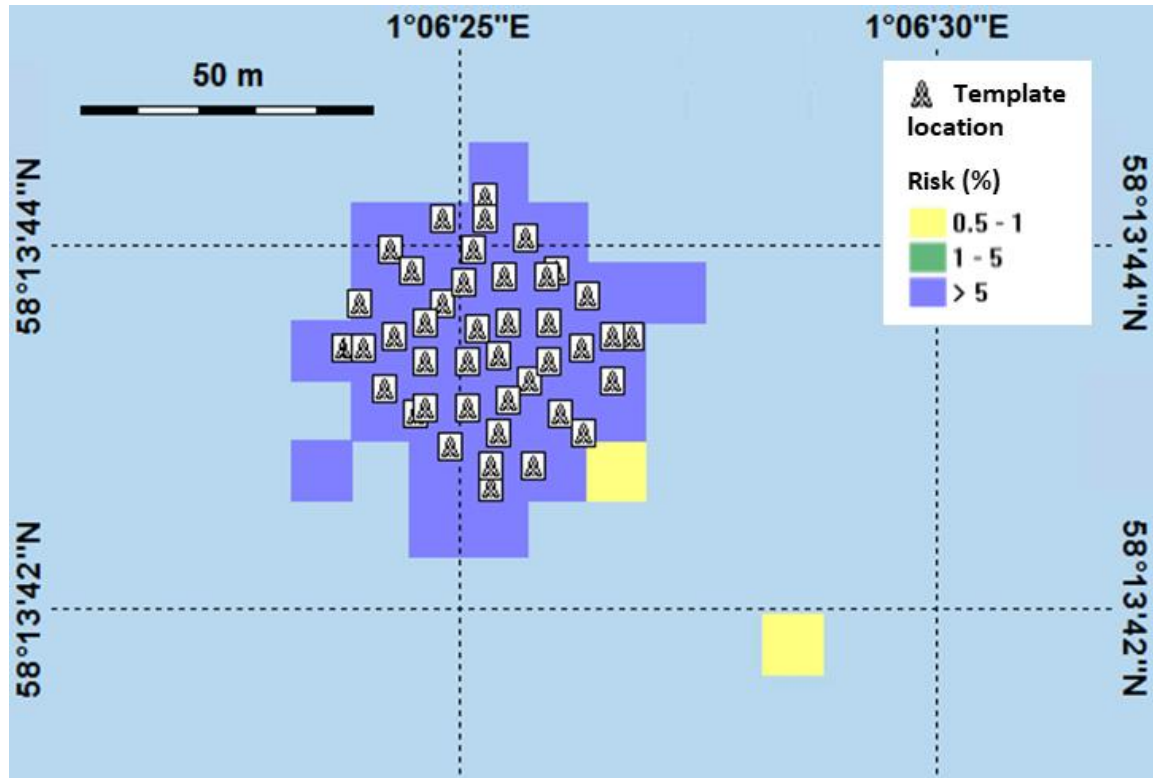 1°06'25"E
1°06'30"E
50 m
Template
location
Risk (%)
0.5 - 1
1 - 5
> 5
58°13'44"N
58°13'44"N
58°13'42"N
58°13'42"N